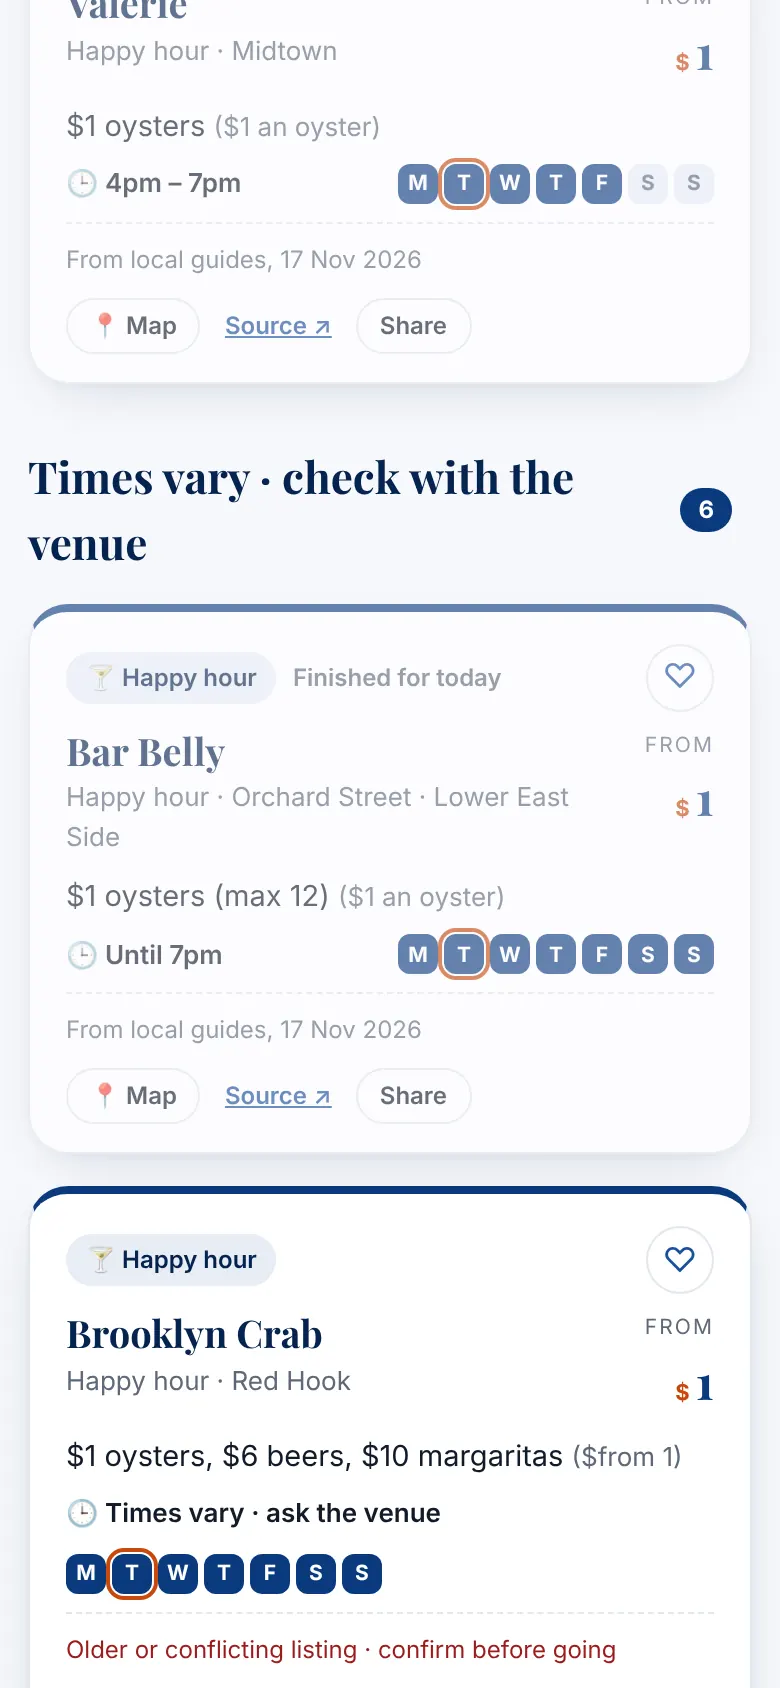 Valerie
FROM
Happy hour · Midtown
$ 1
$1 oysters ($1 an oyster)
4pm – 7pm
M T W T F S S
From local guides, 17 Nov 2026
Map Source ↗ Share
Times vary · check with the
venue
6
Happy hour Finished for today
Bar Belly
FROM
Happy hour · Orchard Street · Lower East
Side
$ 1
$1 oysters (max 12) ($1 an oyster)
Until 7pm
M T W T F S S
From local guides, 17 Nov 2026
Map Source ↗ Share
Happy hour
Brooklyn Crab
FROM
Happy hour · Red Hook
$ 1
$1 oysters, $6 beers, $10 margaritas ($from 1)
Times vary · ask the venue
M T W T F S S
Older or conflicting listing · confirm before going